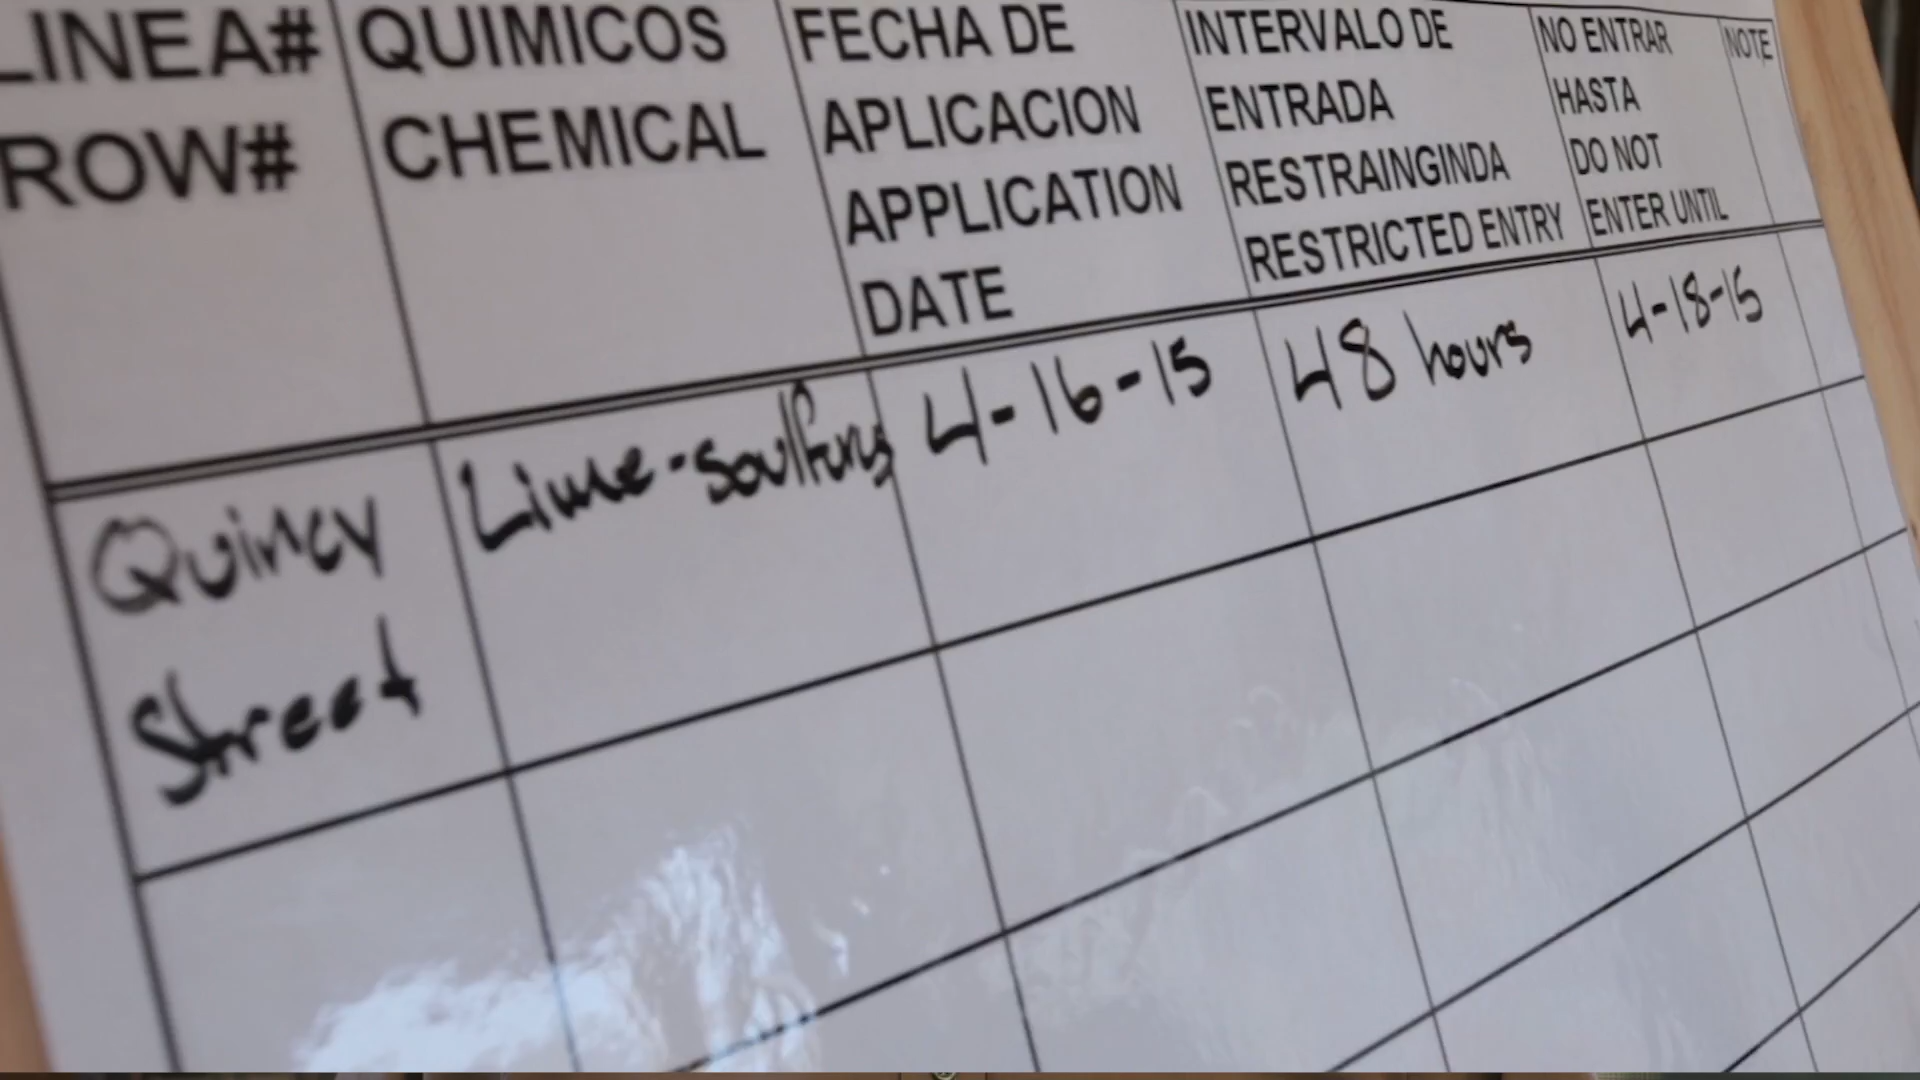 LINEA#
ROW#
QUIMICOS
CHEMICAL
FECHA DE
APLICACION
APPLICATION
DATE
INTERVALO DE
ENTRADA
RESTRAINGINDA
RESTRICTED ENTRY
NO ENTRAR
HASTA
DO NOT
ENTER UNTIL
NOTE
Quincy
Street
Lime-
4-16-15
48 hours
4-18-15